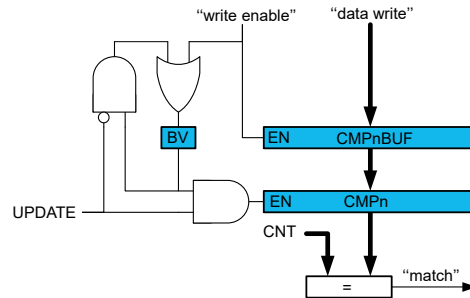 “write enable” “data write”
BV
EN CMPnBUF
EN CMPn
UPDATE
CNT
=
“match”